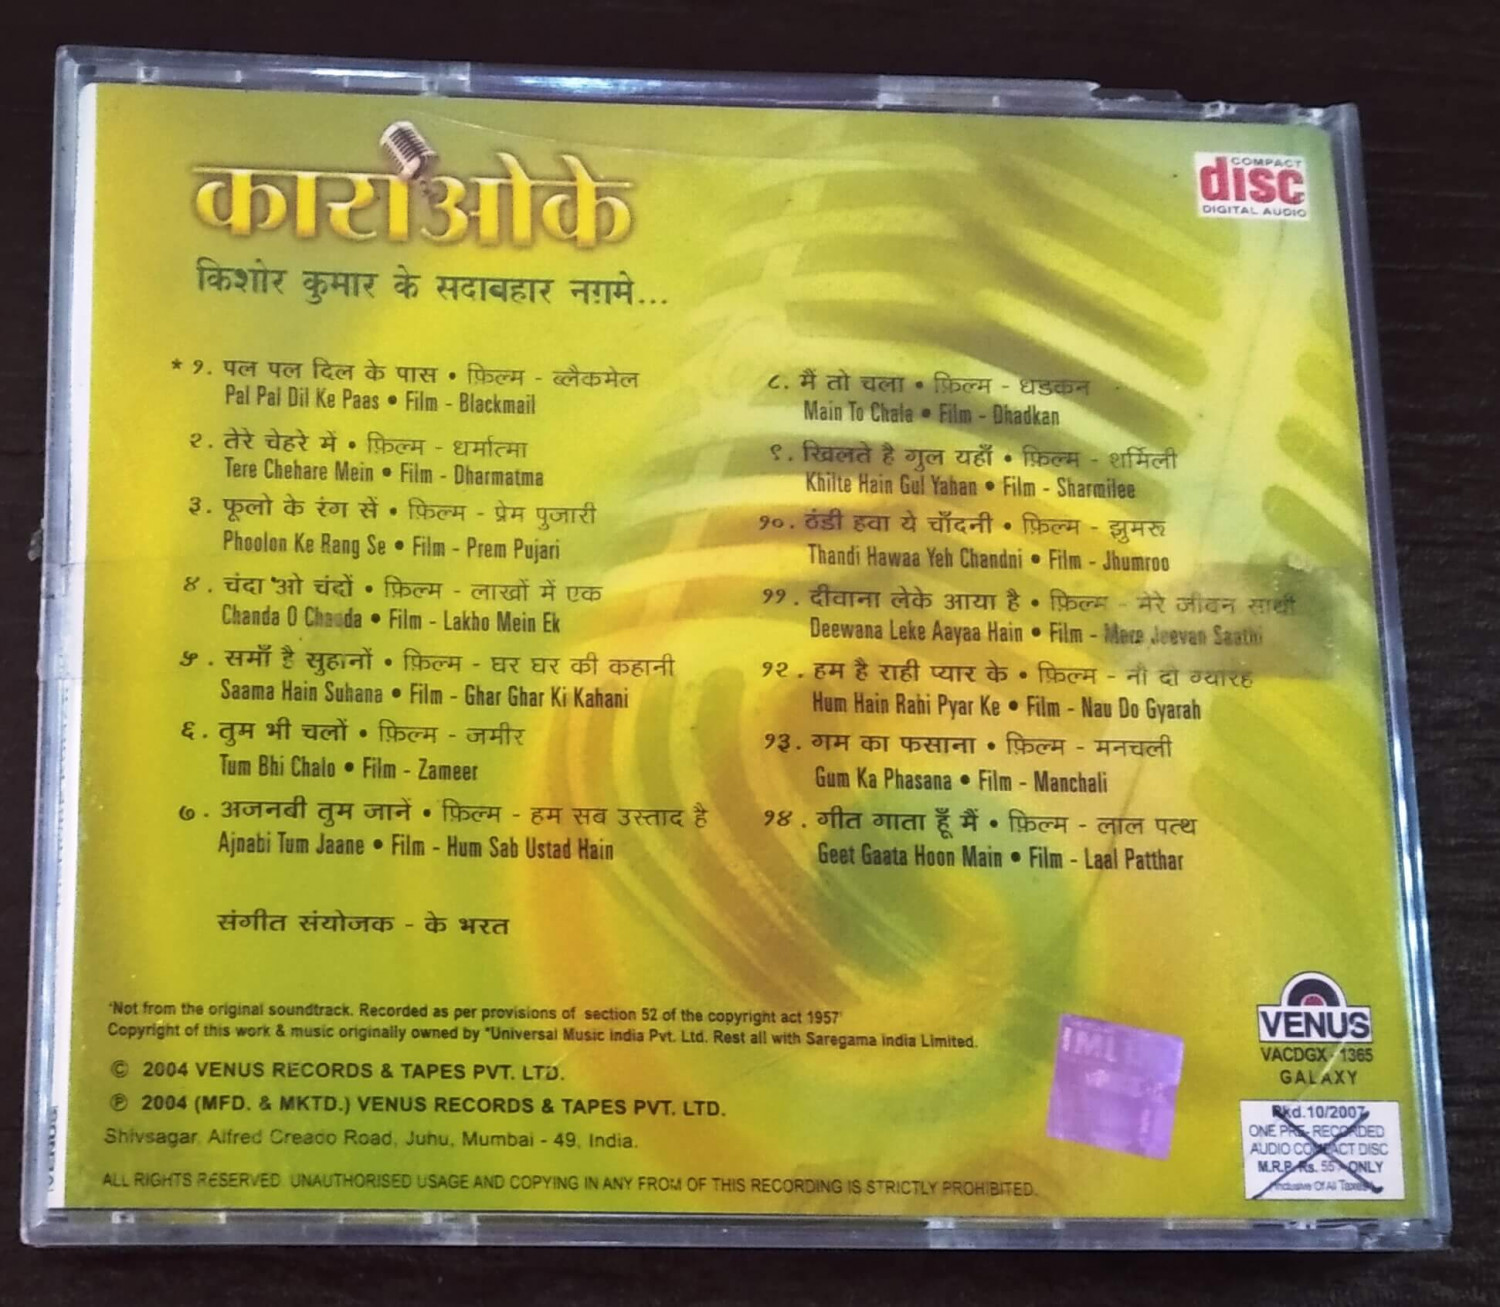 काराओके
किशोर कुमार के सदाबहार नग़मे...
COMPACT
disc
DIGITAL AUDIO
* १. पल पल दिल के पास • फ़िल्म - ब्लैकमेल
Pal Pal Dil Ke Paas • Film - Blackmail
२. तेरे चेहरे में • फ़िल्म - धर्मात्मा
Tere Chehare Mein • Film - Dharmatma
३. फूलो के रंग सें • फ़िल्म - प्रेम पुजारी
Phoolon Ke Rang Se • Film - Prem Pujari
४. चंदा ओ चंदों • फ़िल्म - लाखों में एक
Chanda O Chanda • Film - Lakho Mein Ek
५. समाँ है सुहानों • फ़िल्म - घर घर की कहानी
Saama Hain Suhana • Film - Ghar Ghar Ki Kahani
६. तुम भी चलों • फ़िल्म - जमीर
Tum Bhi Chalo • Film - Zameer
७. अजनबी तुम जानें • फ़िल्म - हम सब उस्ताद है
Ajnabi Tum Jaane • Film - Hum Sab Ustad Hain
८. मैं तो चला • फ़िल्म - धडकन
Main To Chala • Film - Dhadkan
९. खिलते है गुल यहाँ • फ़िल्म - शर्मिली
Khilte Hain Gul Yahan • Film - Sharmilee
१०. ठंडी हवा ये चाँदनी • फ़िल्म - झुमरू
Thandi Hawaa Yeh Chandni • Film - Jhumroo
११. दीवाना लेके आया है • फ़िल्म - मेरे जीवन साथी
Deewana Leke Aayaa Hain • Film - Mere Jeevan Saathi
१२. हम है राही प्यार के • फ़िल्म - नौ दो ग्यारह
Hum Hain Rahi Pyar Ke • Film - Nau Do Gyarah
१३. गम का फसाना • फ़िल्म - मनचली
Gum Ka Phasana • Film - Manchali
१४. गीत गाता हूँ मैं • फ़िल्म - लाल पत्थ
Geet Gaata Hoon Main • Film - Laal Patthar
संगीत संयोजक - के भरत
*Not from the original soundtrack. Recorded as per provisions of section 52 of the copyright act 1957'
Copyright of this work & music originally owned by *Universal Music India Pvt. Ltd. Rest all with Saregama India Limited.
© 2004 VENUS RECORDS & TAPES PVT. LTD.
℗ 2004 (MFD. & MKTD.) VENUS RECORDS & TAPES PVT. LTD.
Shivsagar, Alfred Creado Road, Juhu, Mumbai - 49, India.
ALL RIGHTS RESERVED. UNAUTHORISED USAGE AND COPYING IN ANY FROM OF THIS RECORDING IS STRICTLY PROHIBITED.
VENUS
VACDGX - 1365
GALAXY
Pkd.10/2007
ONE PRE- RECORDED
AUDIO COMPACT DISC
M.R.P. Rs. 55/- ONLY
(Inclusive Of All Taxes)